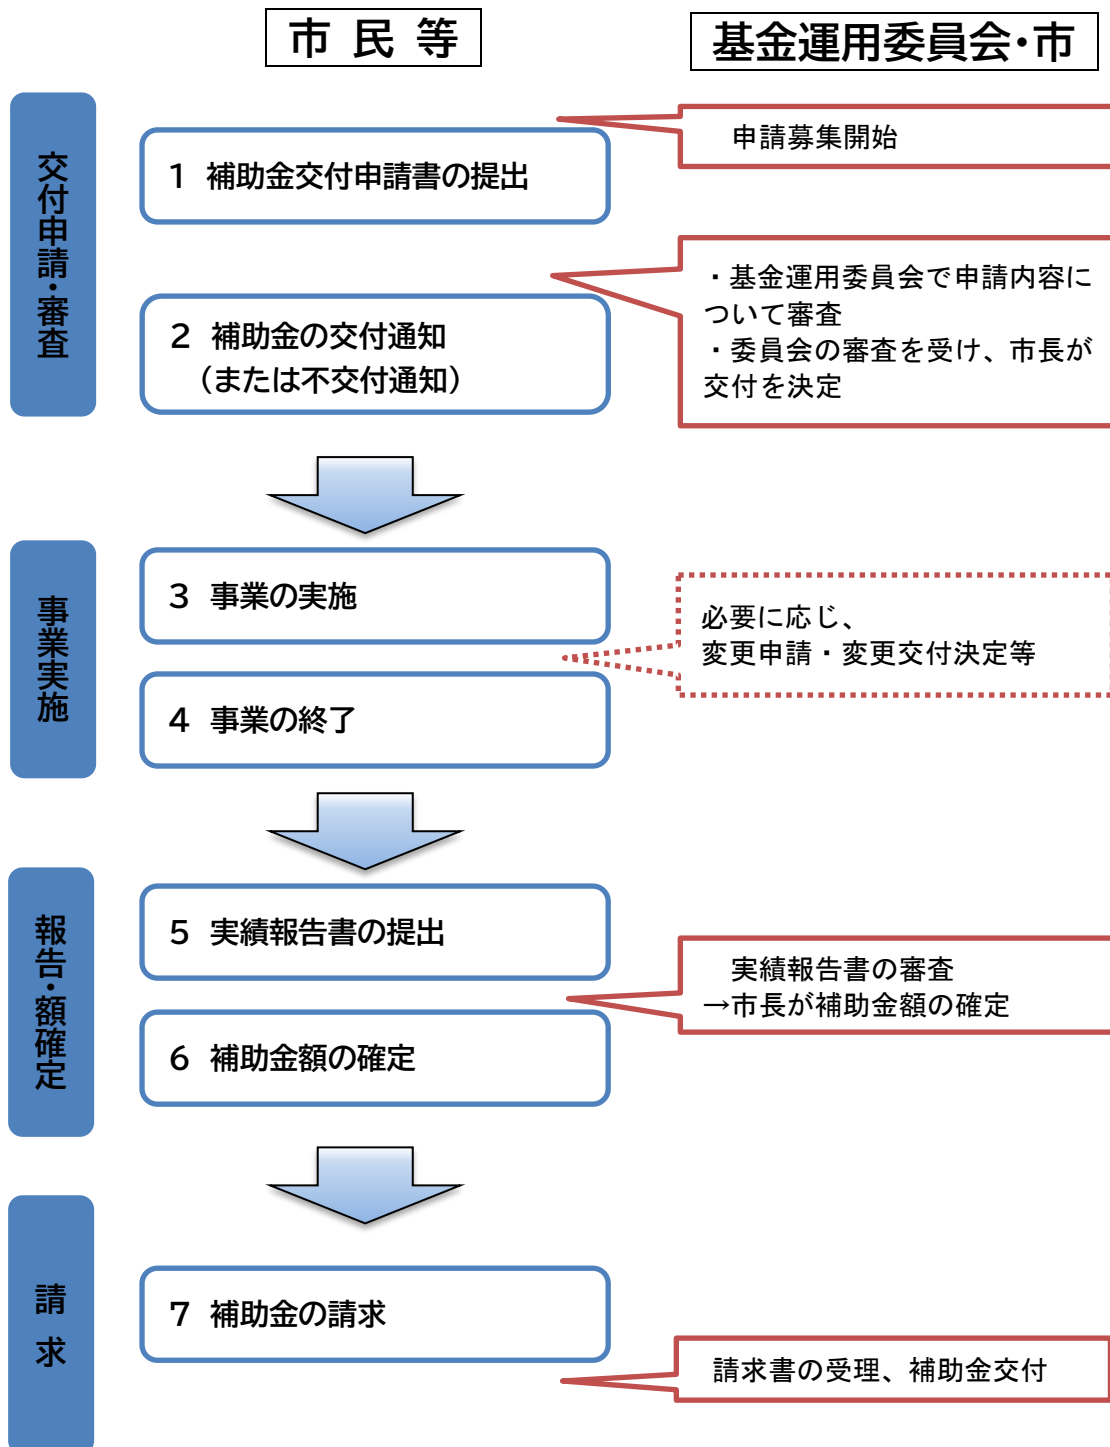 市 民 等
基金運用委員会・市
交付申請・審査
申請募集開始
1 補助金交付申請書の提出
・基金運用委員会で申請内容に
ついて審査
・委員会の審査を受け、市長が
交付を決定
2 補助金の交付通知
（または不交付通知）
事業実施
3 事業の実施
必要に応じ、
変更申請・変更交付決定等
4 事業の終了
報告・額確定
5 実績報告書の提出
実績報告書の審査
→市長が補助金額の確定
6 補助金額の確定
請 求
7 補助金の請求
請求書の受理、補助金交付